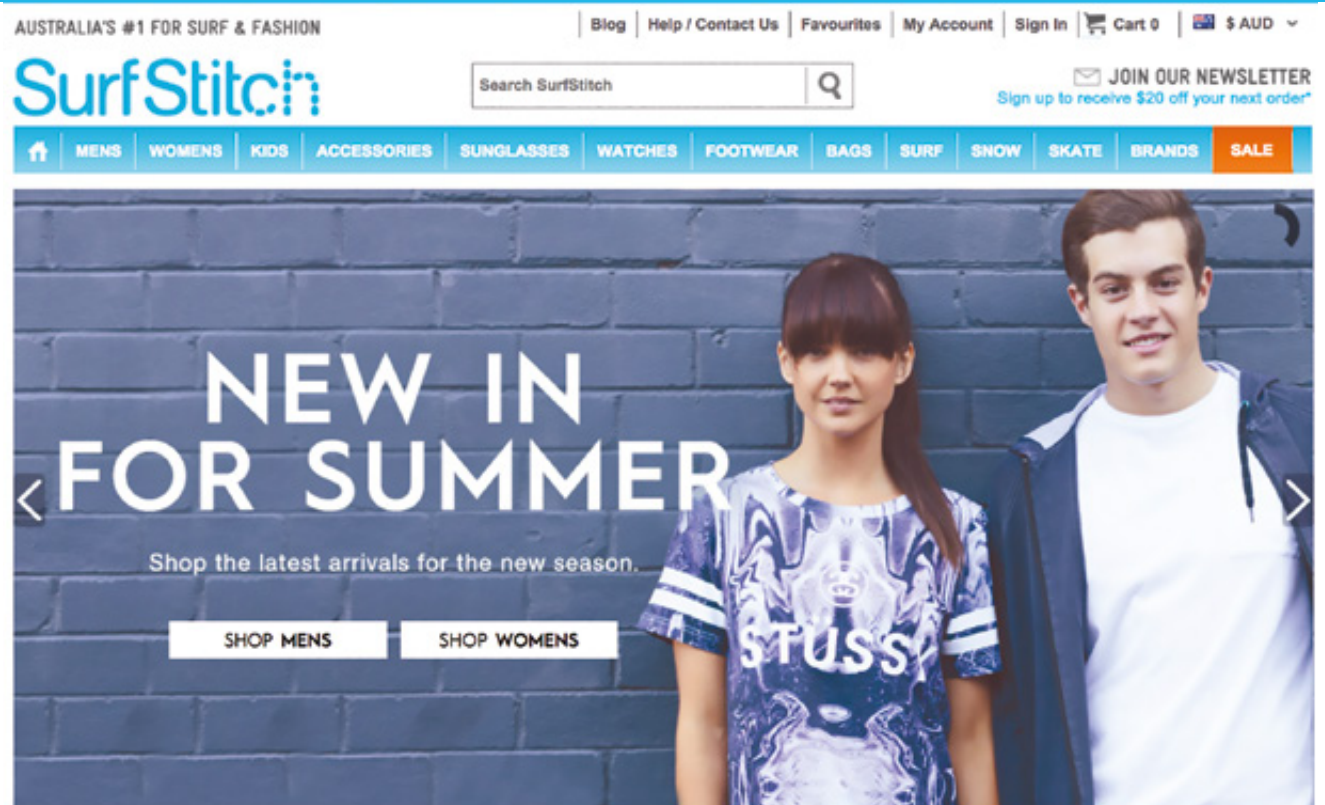 AUSTRALIA'S #1 FOR SURF & FASHION
Blog Help / Contact Us Favourites My Account Sign In Cart 0 $ AUD
SurfStitch
Search SurfStitch
JOIN OUR NEWSLETTER
Sign up to receive $20 off your next order*
MENS WOMENS KIDS ACCESSORIES SUNGLASSES WATCHES FOOTWEAR BAGS SURF SNOW SKATE BRANDS SALE
NEW IN
FOR SUMMER
Shop the latest arrivals for the new season.
SHOP MENS SHOP WOMENS
STÜSSY